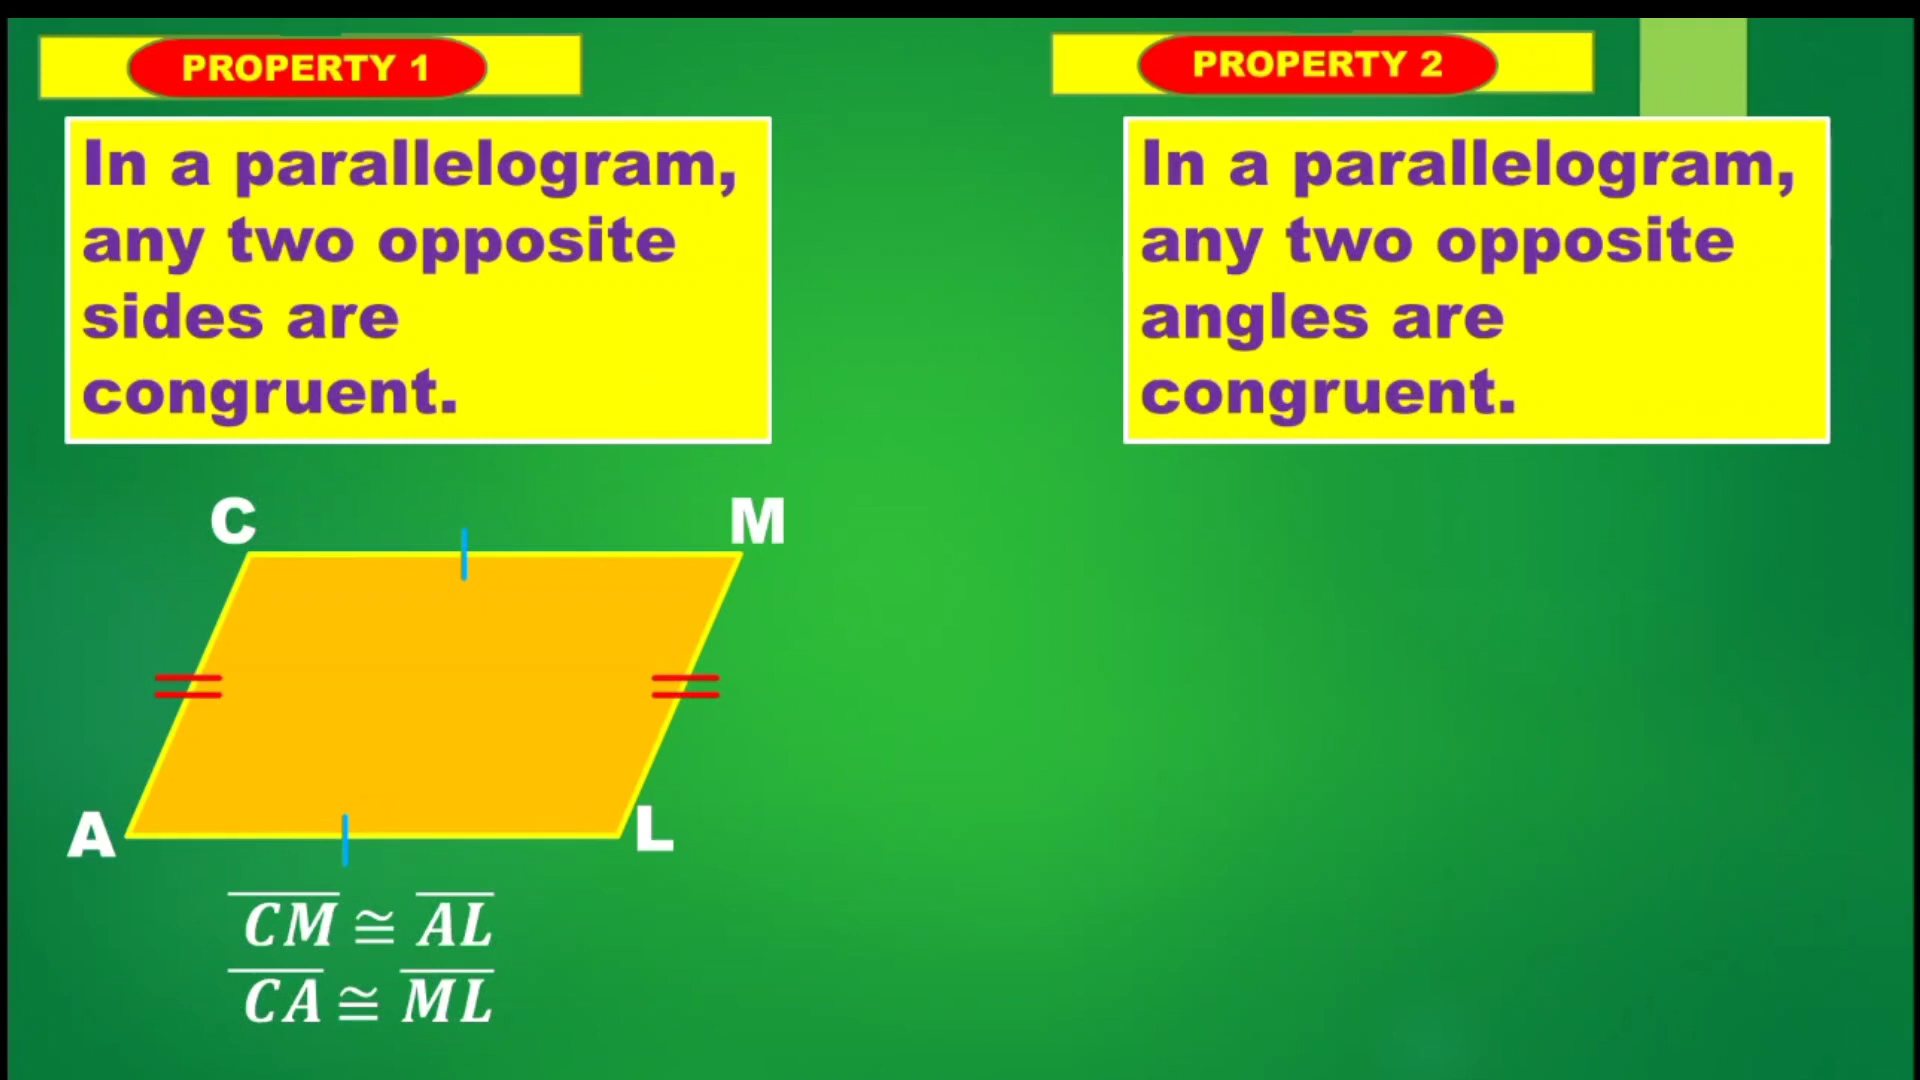 PROPERTY 1
In a parallelogram,
any two opposite
sides are
congruent.
C
M
A
L
CM ≅ AL
CA ≅ ML
PROPERTY 2
In a parallelogram,
any two opposite
angles are
congruent.